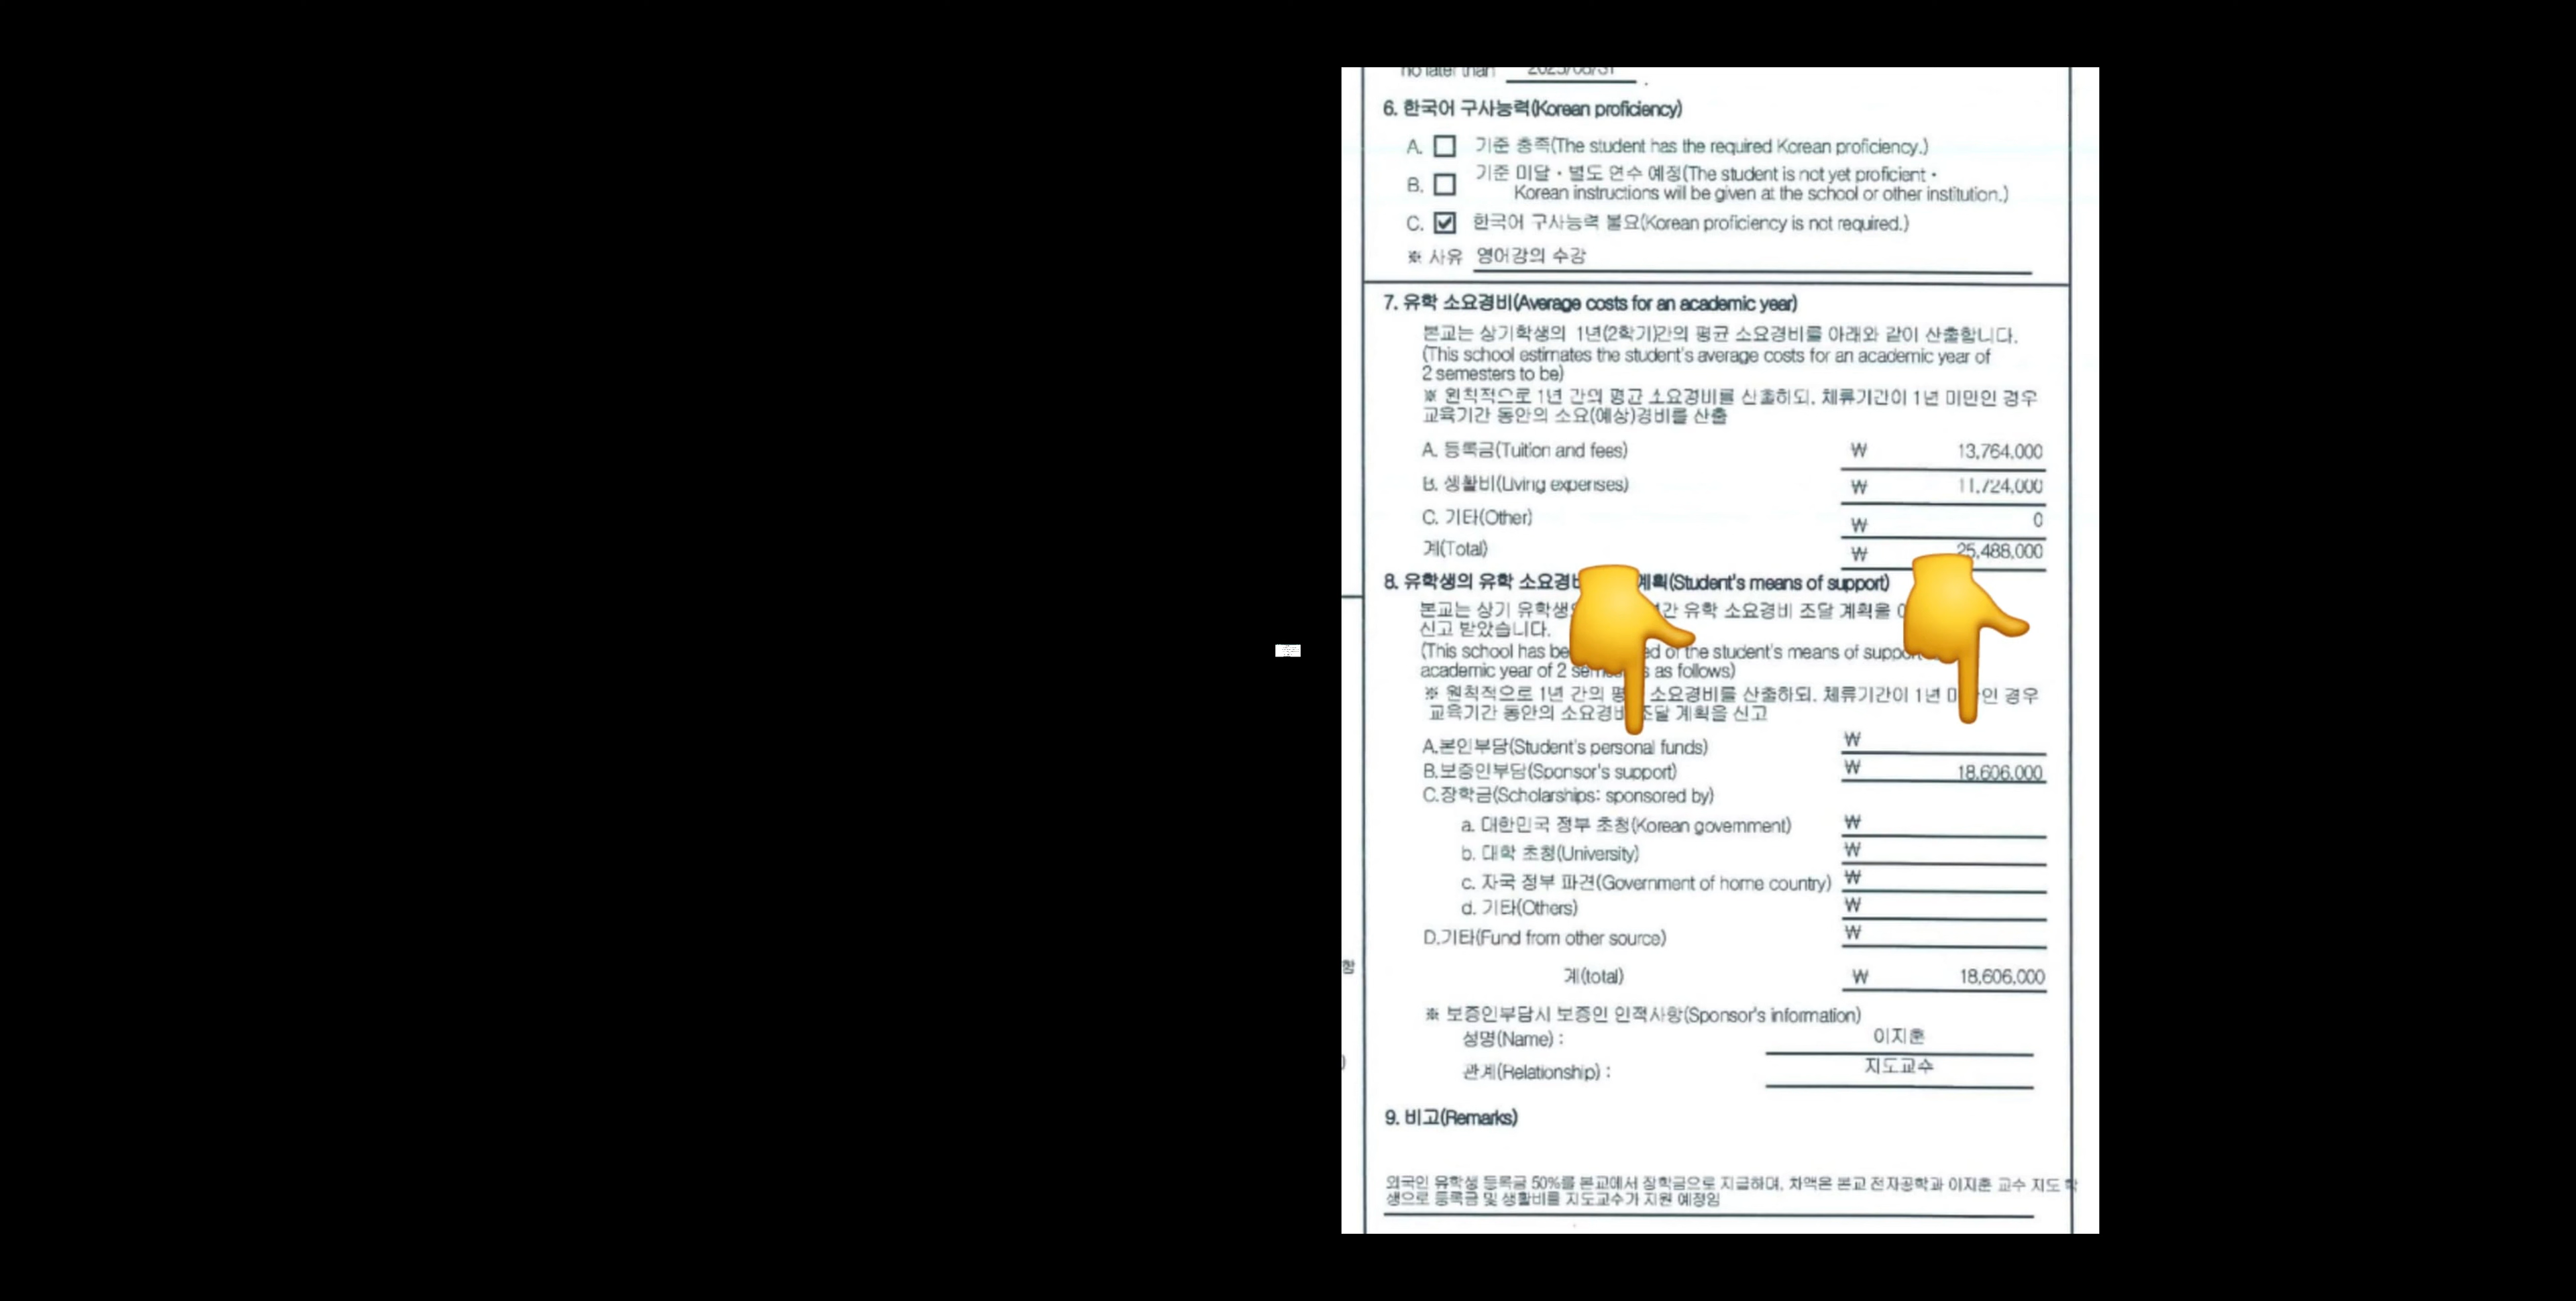 no later than 2025/08/31 .
6. 한국어 구사능력(Korean proficiency)
A. 기준 충족(The student has the required Korean proficiency.)
B. 기준 미달 · 별도 연수 예정(The student is not yet proficient ·
Korean instructions will be given at the school or other institution.)
C. 한국어 구사능력 불요(Korean proficiency is not required.)
※ 사유 영어강의 수강
7. 유학 소요경비(Average costs for an academic year)
본교는 상기학생의 1년(2학기)간의 평균 소요경비를 아래와 같이 산출합니다.
(This school estimates the student's average costs for an academic year of
2 semesters to be)
※ 원칙적으로 1년 간의 평균 소요경비를 산출하되, 체류기간이 1년 미만인 경우
교육기간 동안의 소요(예상)경비를 산출
A. 등록금(Tuition and fees) ₩ 13,764,000
B. 생활비(Living expenses) ₩ 11,724,000
C. 기타(Other) ₩ 0
계(Total) ₩ 25,488,000
8. 유학생의 유학 소요경비 계획(Student's means of support)
본교는 상기 유학생 간 유학 소요경비 조달 계획을
신고 받았습니다.
(This school has of the student's means of support
academic year of 2 semesters as follows)
※ 원칙적으로 1년 간의 평 소요경비를 산출하되, 체류기간이 1년 미만인 경우
교육기간 동안의 소요경비 조달 계획을 신고
A.본인부담(Student's personal funds) ₩
B.보증인부담(Sponsor's support) ₩ 18,606,000
C.장학금(Scholarships: sponsored by)
a. 대한민국 정부 초청(Korean government) ₩
b. 대학 초청(University) ₩
c. 자국 정부 파견(Government of home country) ₩
d. 기타(Others) ₩
D.기타(Fund from other source) ₩
계(total) ₩ 18,606,000
※ 보증인부담시 보증인 인적사항(Sponsor's information)
성명(Name) : 이지훈
관계(Relationship) : 지도교수
9. 비고(Remarks)
외국인 유학생 등록금 50%를 본교에서 장학금으로 지급하며, 차액은 본교 전자공학과 이지훈 교수 지도 학
생으로 등록금 및 생활비를 지도교수가 지원 예정임